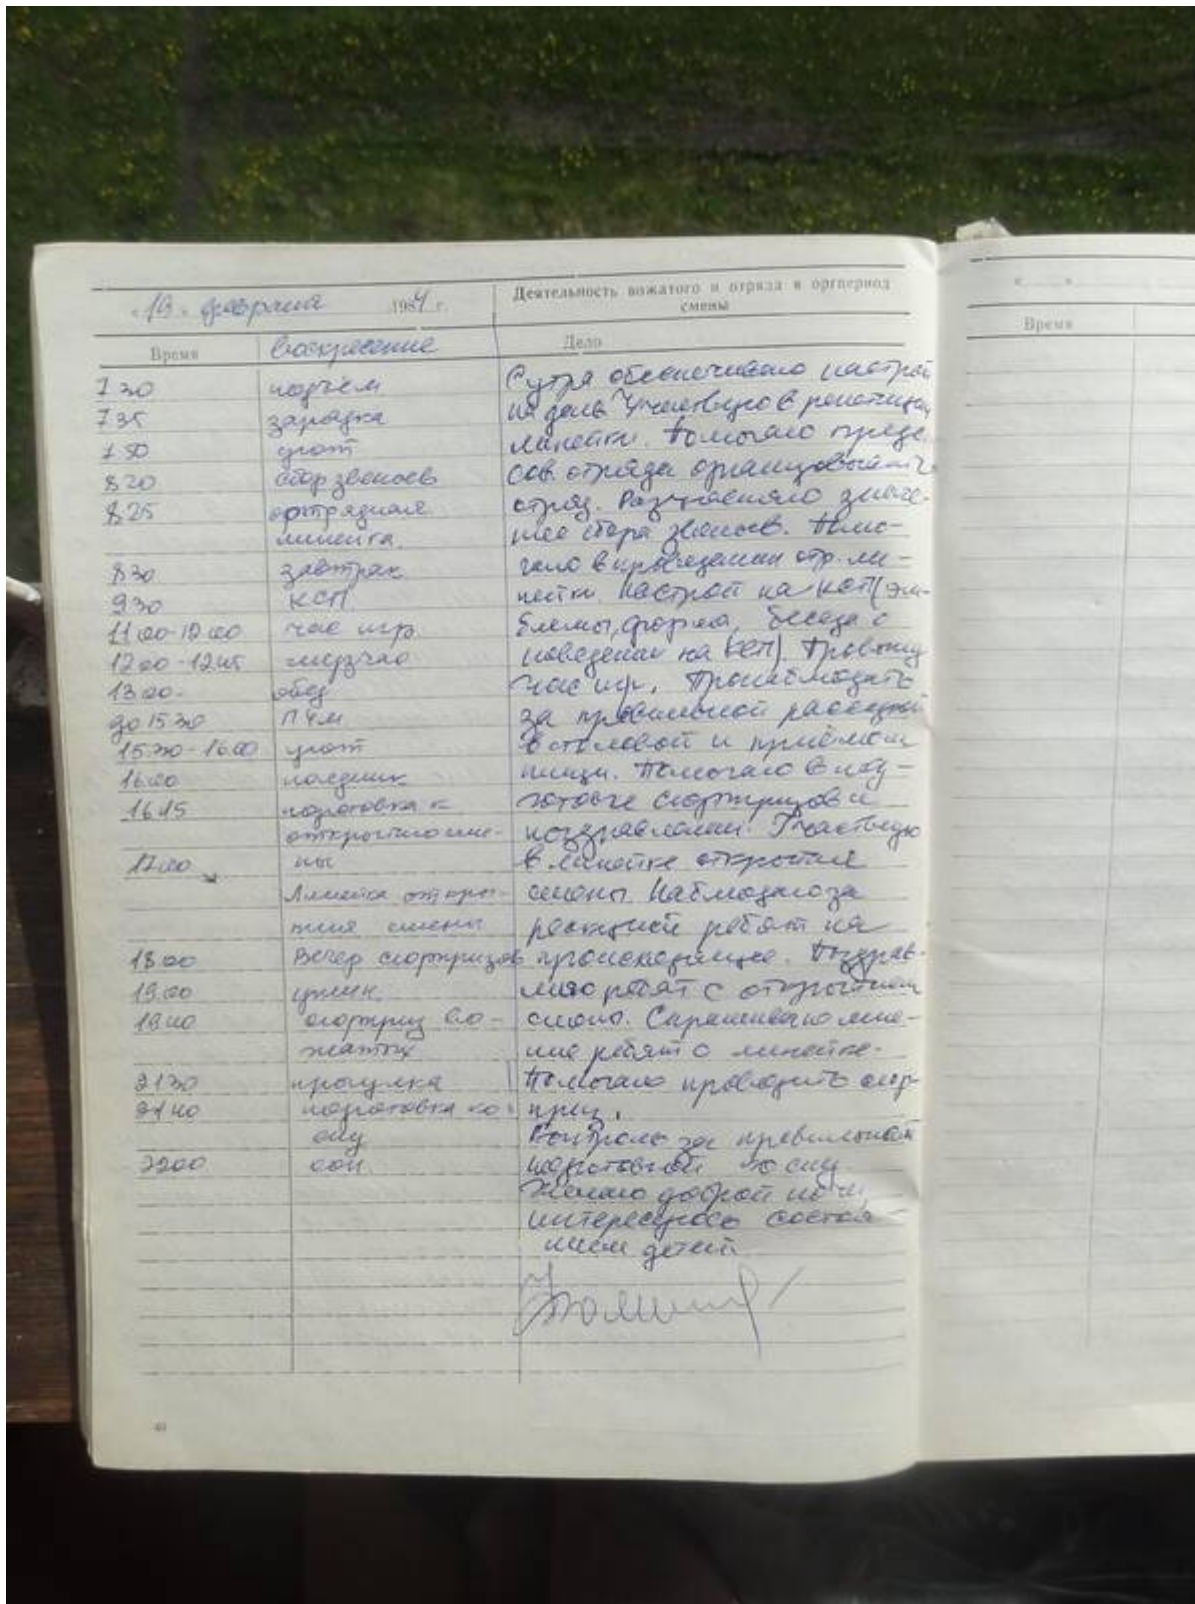 «19» февраля 1984 г.
Деятельность вожатого и отряда в оргпериод
смены
« »
Время
Воскресение
Дело
Время
7 30 подъем С утра обеспечиваю настрой
7 35 зарядка на день. Участвую в репетиции
7 50 линейки. Помогаю предс.
8 20 сбор звеньев сов. отряда организовывать
8 25 отрядная отряд. Разъясняю значе-
линейка. ние сбора звеньев. Помо-
8 30 завтрак гаю в проведении отр. ли-
9 30 КСП нейки. Настрой на КСП (эм-
11 00-12 00 час игр. блемы, форма, беседа о
12 00-12 45 музчас поведении на КСП). Провожу
13 00- обед час игр.
до 15 30 за правильной рассадкой
15.30-16.00 в столовой и приёмом
16.00 полдник пищи. Помогаю в под-
16.15 подготовка к готовке сюрпризов и
открытию сме- поздравлении. Участвую
17.00 ны в линейке открытия
Линейка откры- смены. Наблюдаю за
тия смены реакцией ребят на
18 00 Вечер сюрпризов происходящее. Поздрав-
19.00 ужин ляю ребят с открытием
19 40 сюрприз во- смены. Спрашиваю мне-
жатых ние ребят о линейке.
21 30 прогулка Помогаю проводить сюр-
21 40 подготовка ко приз.
сну Контроль за правильной
22 00 сон подготовкой ко сну.
Желаю доброй ночи,
интересуюсь состоя-
нием детей